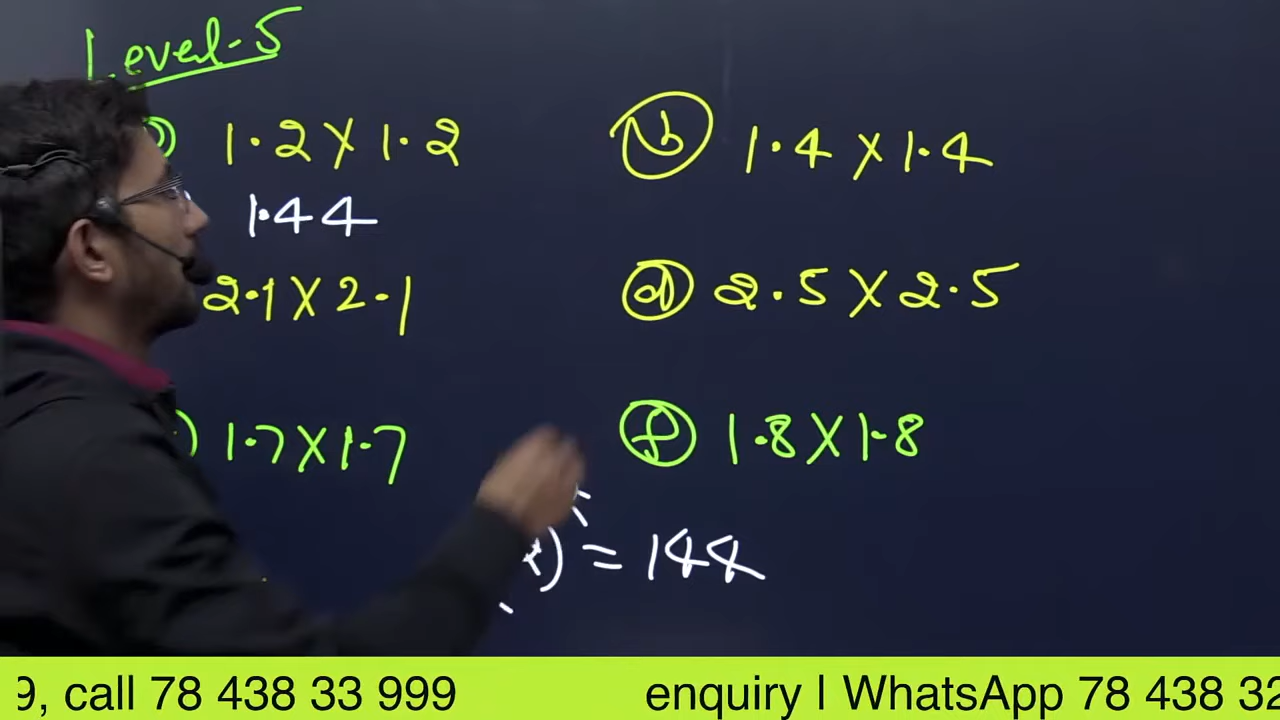 Level-5
1.2 X 1.2
ⓑ 1.4 X 1.4
1.44
2.1 X 2.1
ⓓ 2.5 X 2.5
1.7 X 1.7
ⓕ 1.8 X 1.8
) = 144
9, call 78 438 33 999 enquiry | WhatsApp 78 438 32